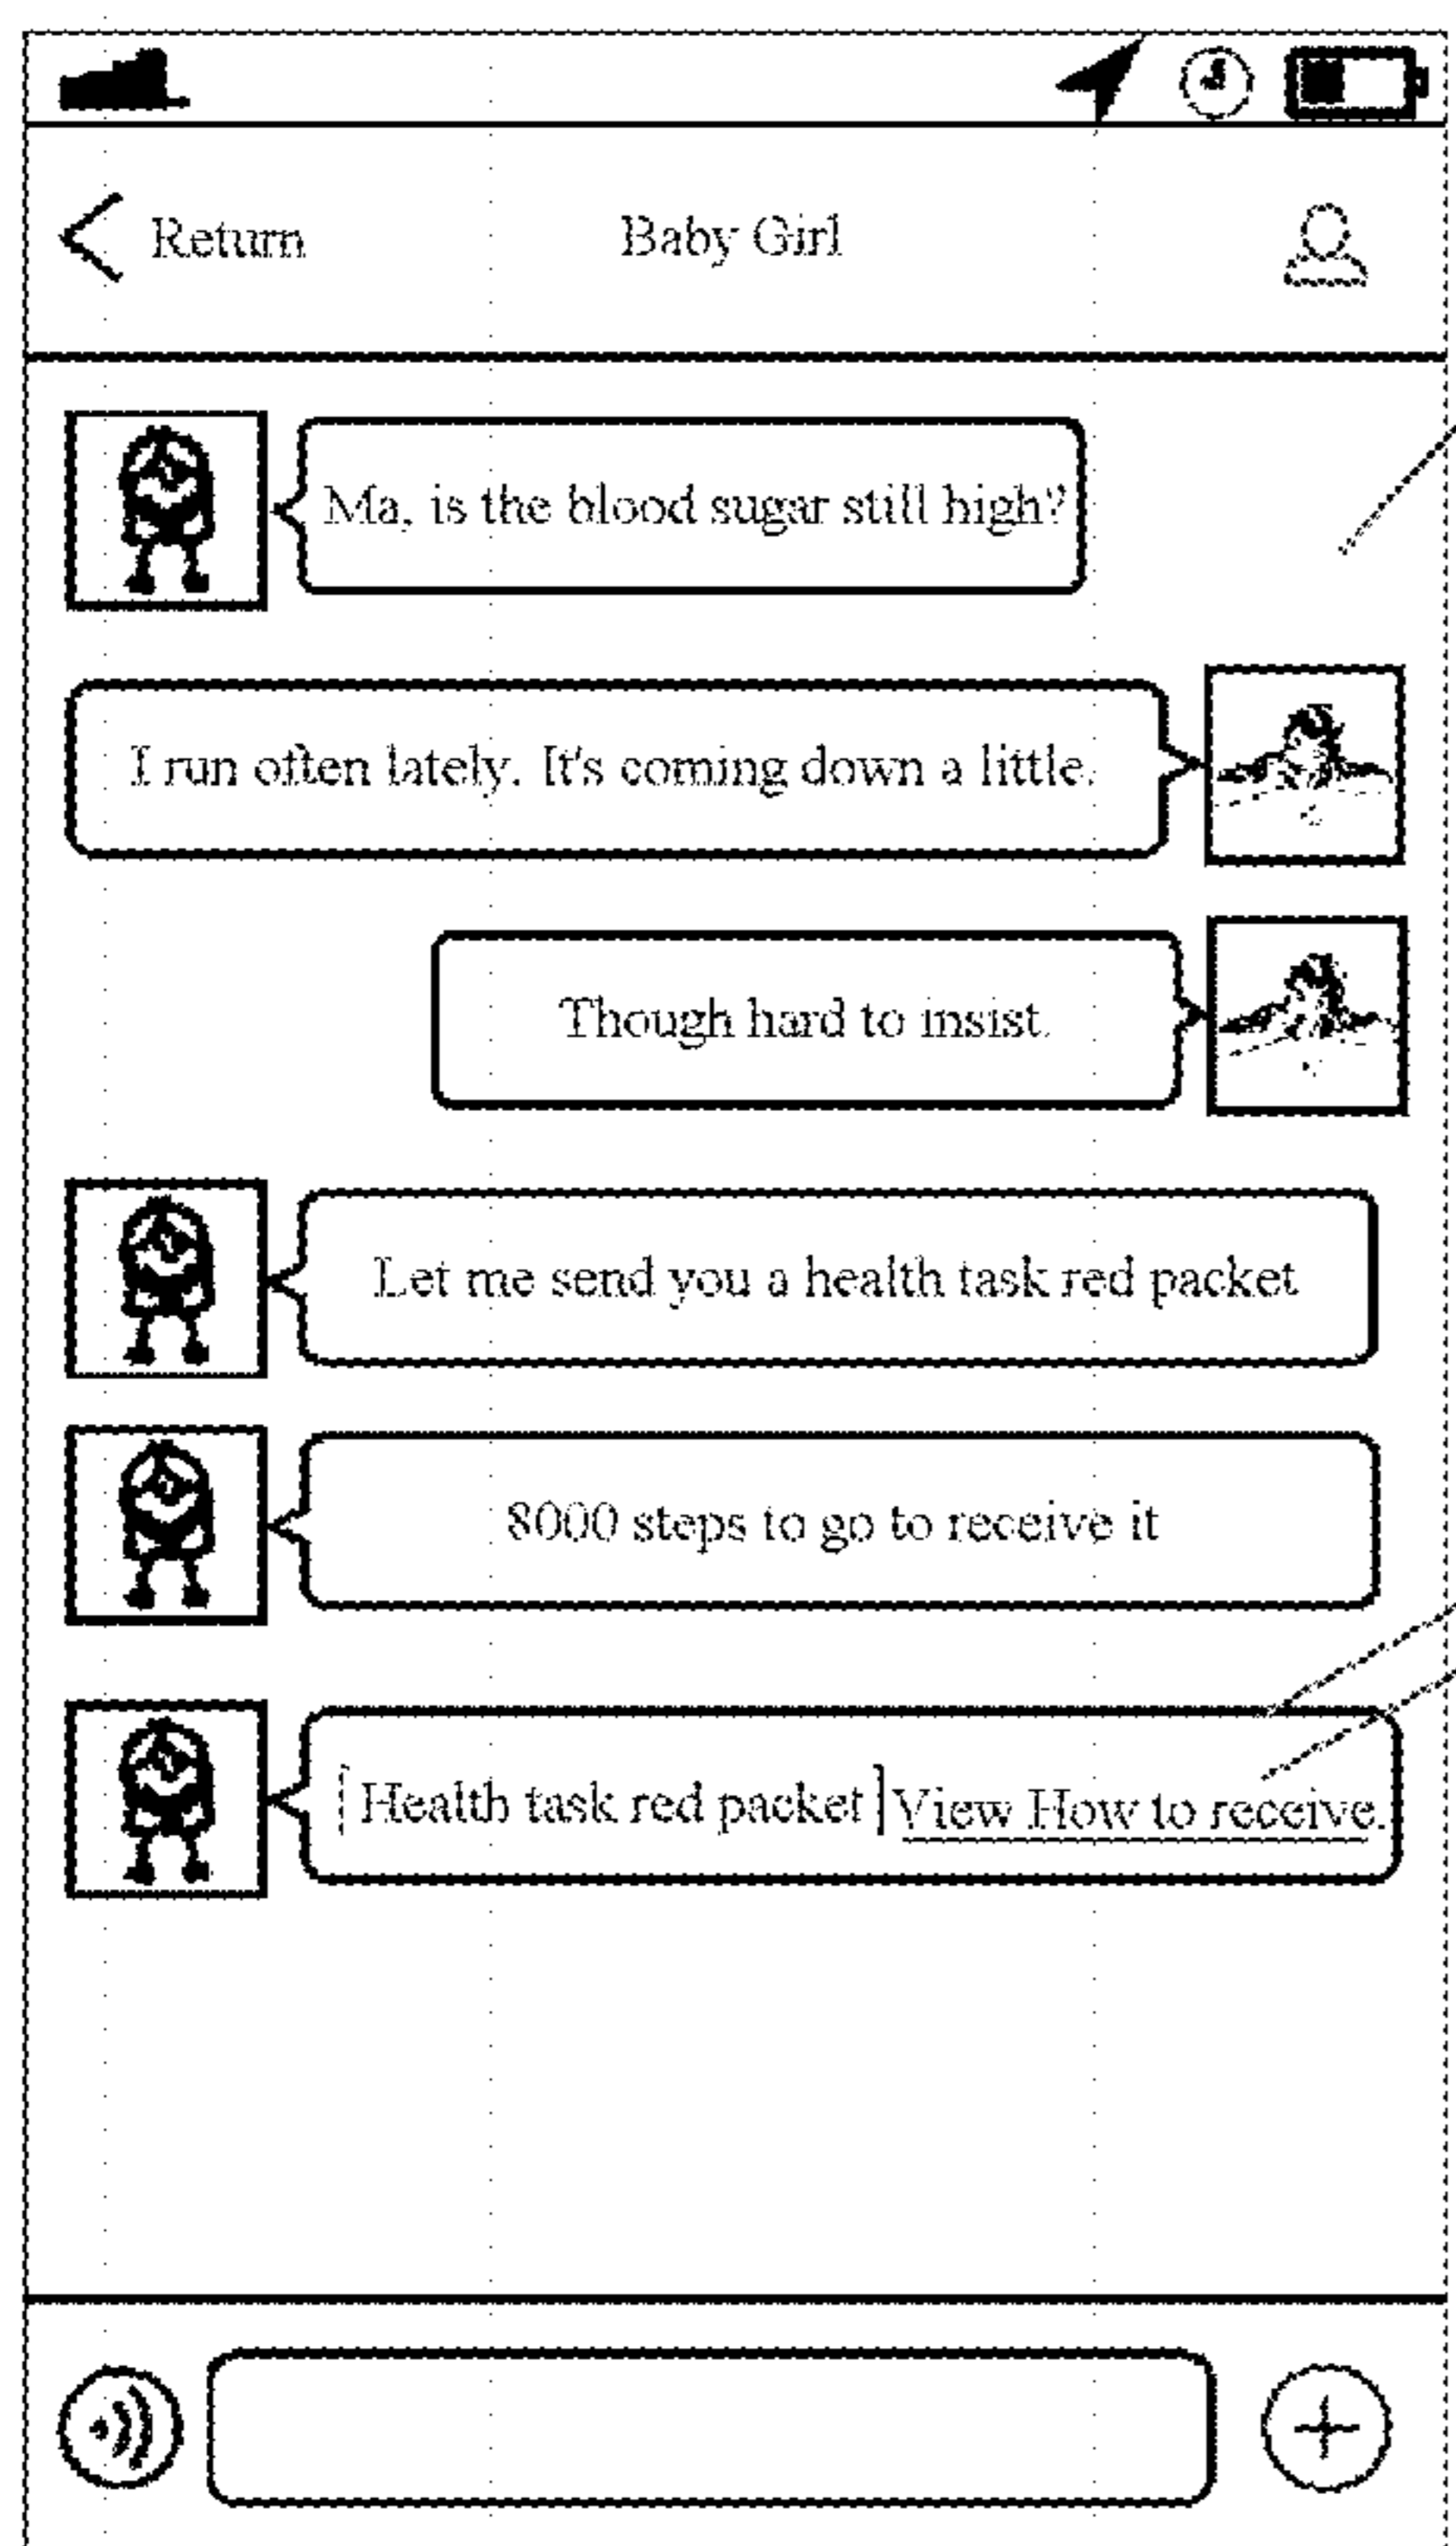 Return
Baby Girl
Ma, is the blood sugar still high?
I run often lately. It's coming down a little.
Though hard to insist.
Let me send you a health task red packet
8000 steps to go to receive it
[Health task red packet] View How to receive.